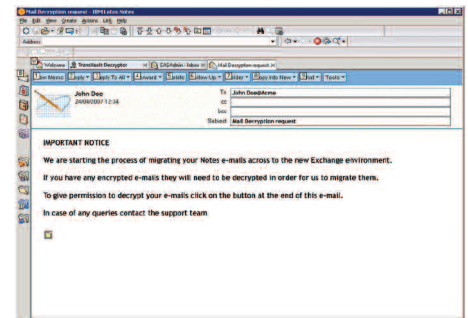 Mail Decryption request - IBM Lotus Notes
File Edit View Create Actions Text Help
Address
Welcome TransVault Decryptor EASAdmin - Inbox Mail Decryption request
New Memo Reply Reply To All Forward Delete Follow Up Folder Copy Into New Chat Tools
John Doe
24/04/2007 12:34
To John Doe@Acme
cc
bcc
Subject Mail Decryption request
IMPORTANT NOTICE
We are starting the process of migrating your Notes e-mails across to the new Exchange environment.
If you have any encrypted e-mails they will need to be decrypted in order for us to migrate them.
To give permission to decrypt your e-mails click on the button at the end of this e-mail.
In case of any queries contact the support team